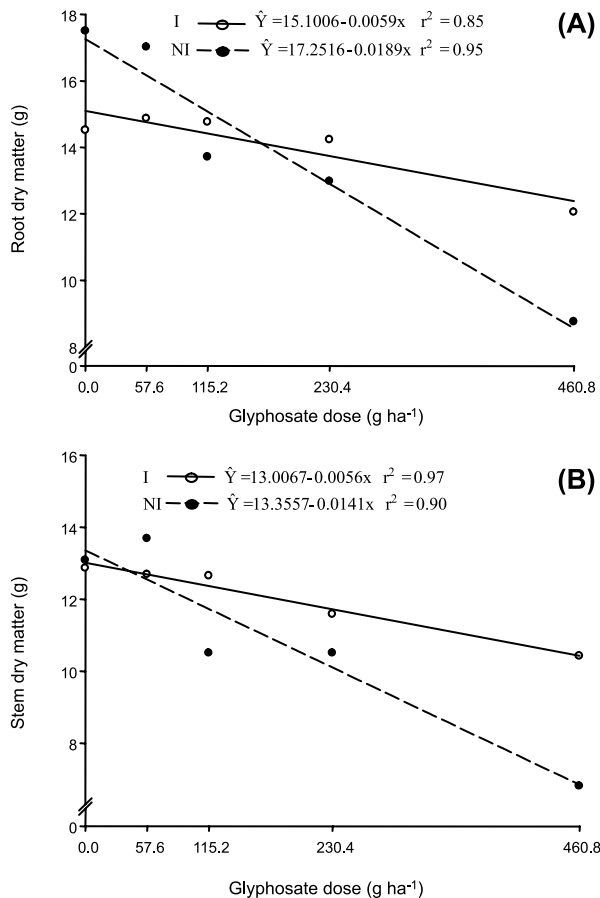 18
16
14
12
10
8
0
Root dry matter (g)
I Ŷ=15.1006-0.0059x r² = 0.85
NI Ŷ=17.2516-0.0189x r² = 0.95
(A)
0.0 57.6 115.2 230.4 460.8
Glyphosate dose (g ha⁻¹)
16
14
12
10
8
0
Stem dry matter (g)
I Ŷ=13.0067-0.0056x r² = 0.97
NI Ŷ=13.3557-0.0141x r² = 0.90
(B)
0.0 57.6 115.2 230.4 460.8
Glyphosate dose (g ha⁻¹)